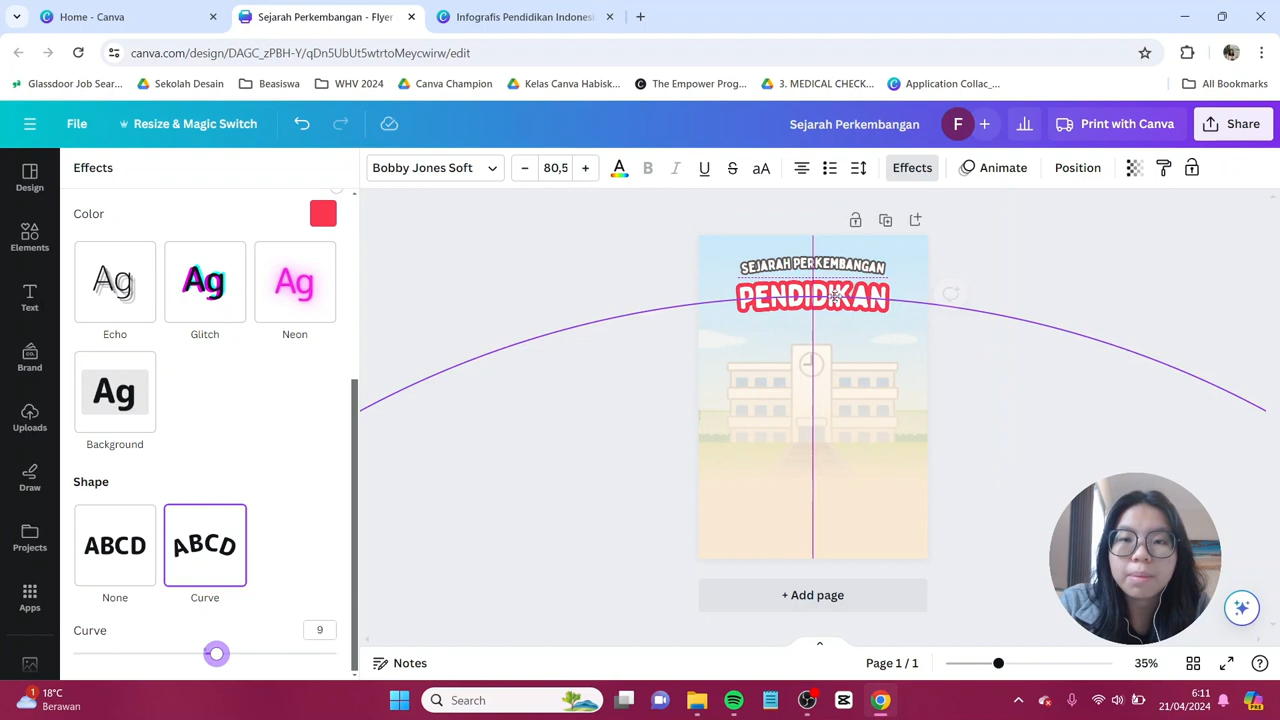 Home - Canva
Sejarah Perkembangan - Flyer
Infografis Pendidikan Indonesi
canva.com/design/DAGC_zPBH-Y/qDn5UbUt5wtrtoMeycwirw/edit
Glassdoor Job Sear...
Sekolah Desain
Beasiswa
WHV 2024
Canva Champion
Kelas Canva Habisk...
The Empower Prog...
3. MEDICAL CHECK...
Application Collac_...
All Bookmarks
File
Resize & Magic Switch
Sejarah Perkembangan
F
Print with Canva
Share
Design
Elements
Text
Brand
Uploads
Draw
Projects
Apps
Effects
Bobby Jones Soft
80,5
A
B
I
U
S
aA
Effects
Animate
Position
Color
Ag
Ag
Ag
Echo
Glitch
Neon
Ag
Background
Shape
ABCD
ABCD
None
Curve
Curve
9
SEJARAH PERKEMBANGAN
PENDIDIKAN
+ Add page
Notes
Page 1 / 1
35%
1
18°C
Berawan
Search
6:11
21/04/2024